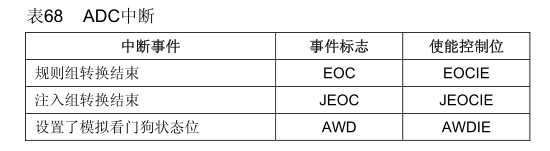 表68 ADC中断
中断事件 事件标志 使能控制位
规则组转换结束 EOC EOCIE
注入组转换结束 JEOC JEOCIE
设置了模拟看门狗状态位 AWD AWDIE